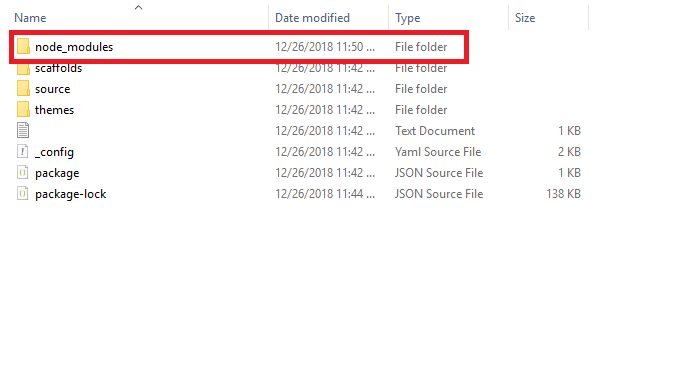 Name Date modified Type Size
node_modules 12/26/2018 11:50 ... File folder
scaffolds 12/26/2018 11:42 ... File folder
source 12/26/2018 11:42 ... File folder
themes 12/26/2018 11:42 ... File folder
12/26/2018 11:42 ... Text Document 1 KB
_config 12/26/2018 11:42 ... Yaml Source File 2 KB
package 12/26/2018 11:42 ... JSON Source File 1 KB
package-lock 12/26/2018 11:44 ... JSON Source File 138 KB